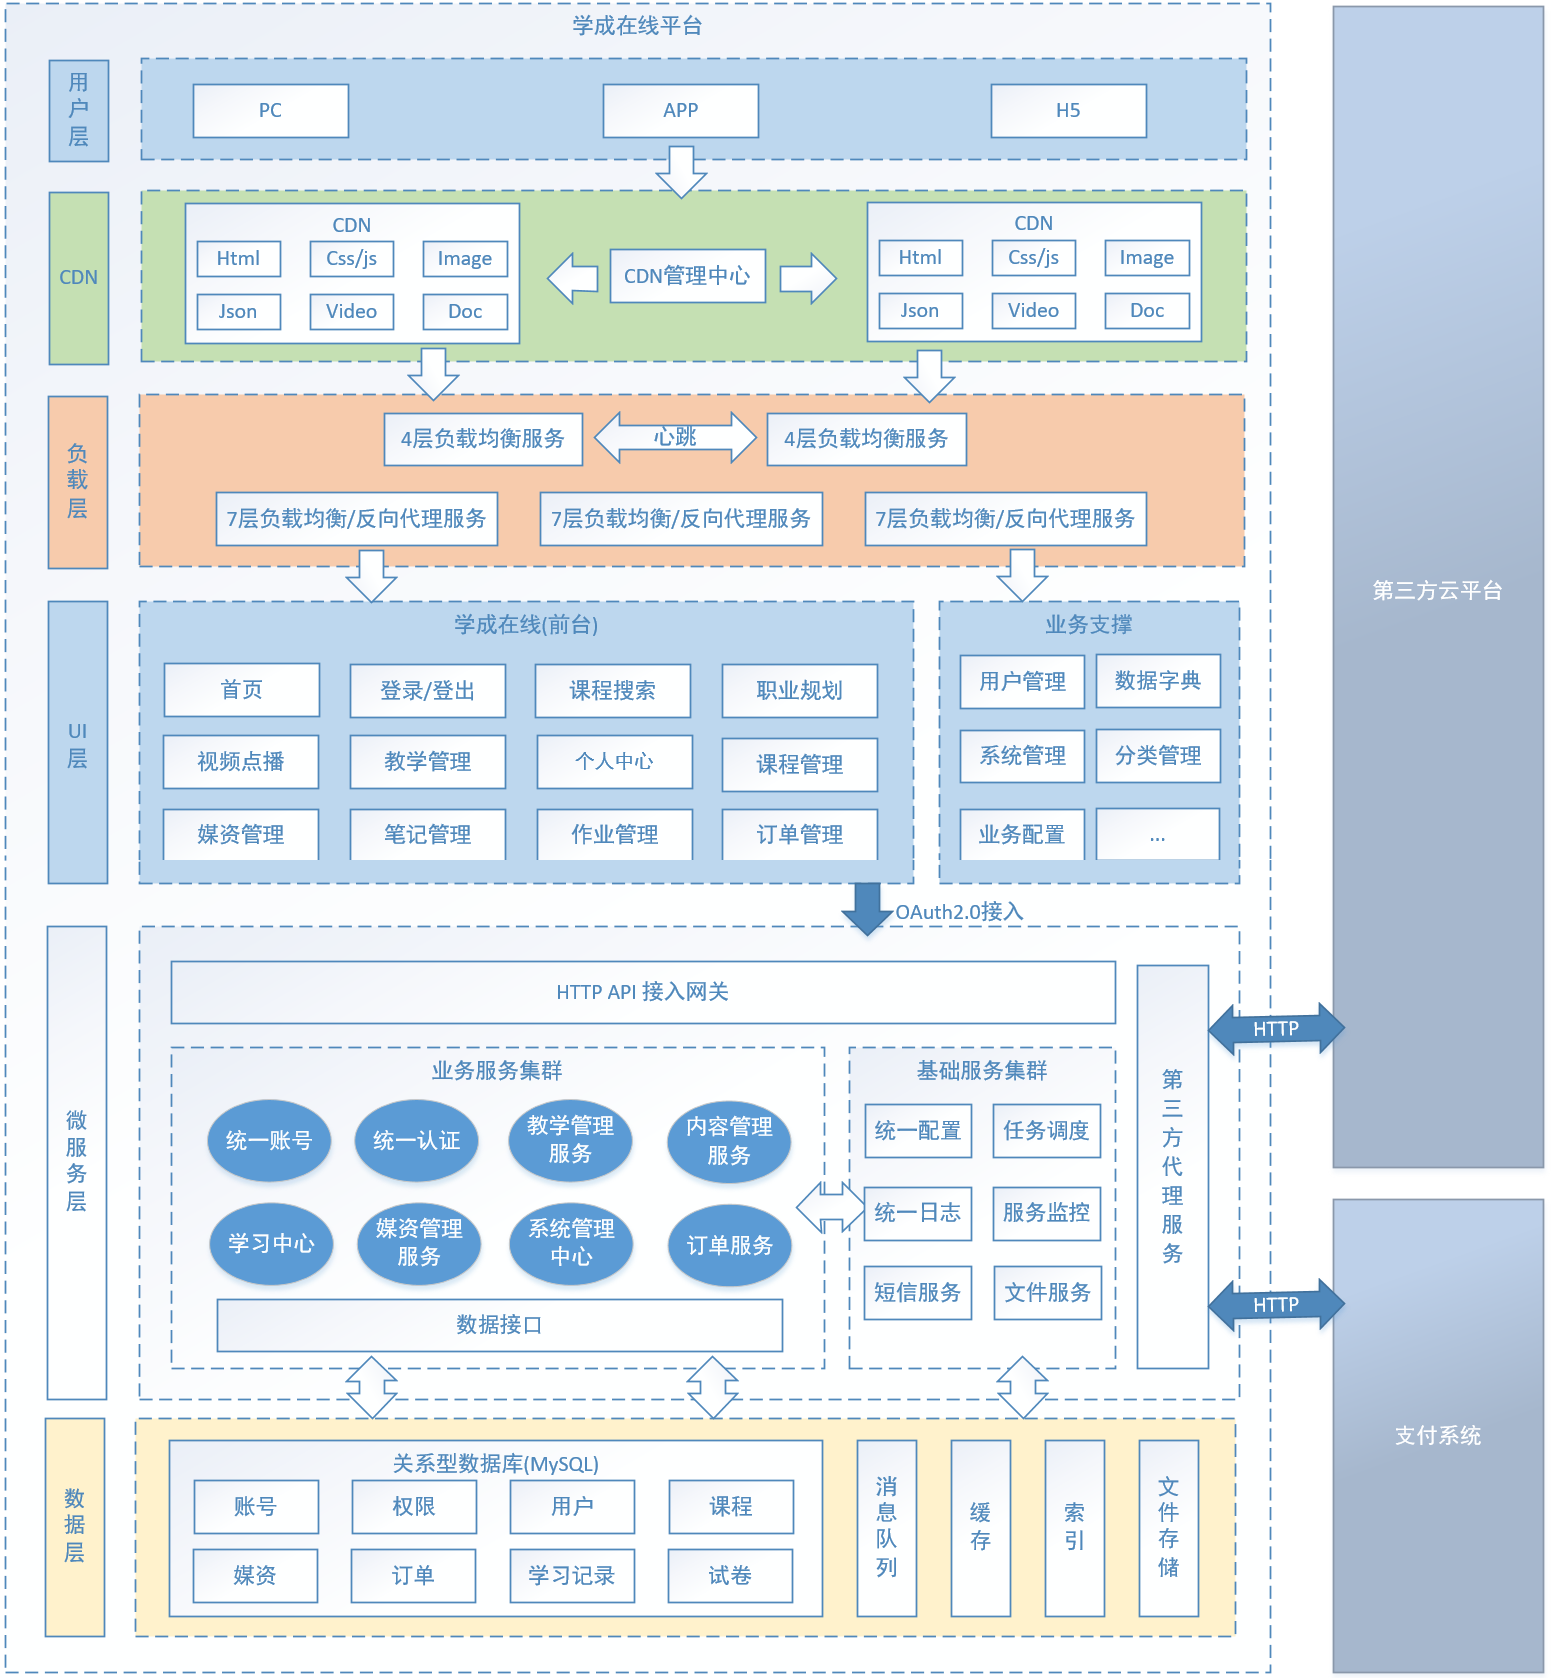 学成在线平台
用户层
PC
APP
H5
CDN
CDN
Html
Css/js
Image
Json
Video
Doc
CDN管理中心
CDN
Html
Css/js
Image
Json
Video
Doc
负载层
4层负载均衡服务
心跳
4层负载均衡服务
7层负载均衡/反向代理服务
7层负载均衡/反向代理服务
7层负载均衡/反向代理服务
UI层
学成在线(前台)
首页
登录/登出
课程搜索
职业规划
视频点播
教学管理
个人中心
课程管理
媒资管理
笔记管理
作业管理
订单管理
业务支撑
用户管理
数据字典
系统管理
分类管理
业务配置
...
OAuth2.0接入
微服务层
HTTP API 接入网关
业务服务集群
统一账号
统一认证
教学管理
服务
内容管理
服务
学习中心
媒资管理
服务
系统管理
中心
订单服务
数据接口
基础服务集群
统一配置
任务调度
统一日志
服务监控
短信服务
文件服务
第三方代理服务
HTTP
HTTP
数据层
关系型数据库(MySQL)
账号
权限
用户
课程
媒资
订单
学习记录
试卷
消息队列
缓存
索引
文件存储
第三方云平台
支付系统